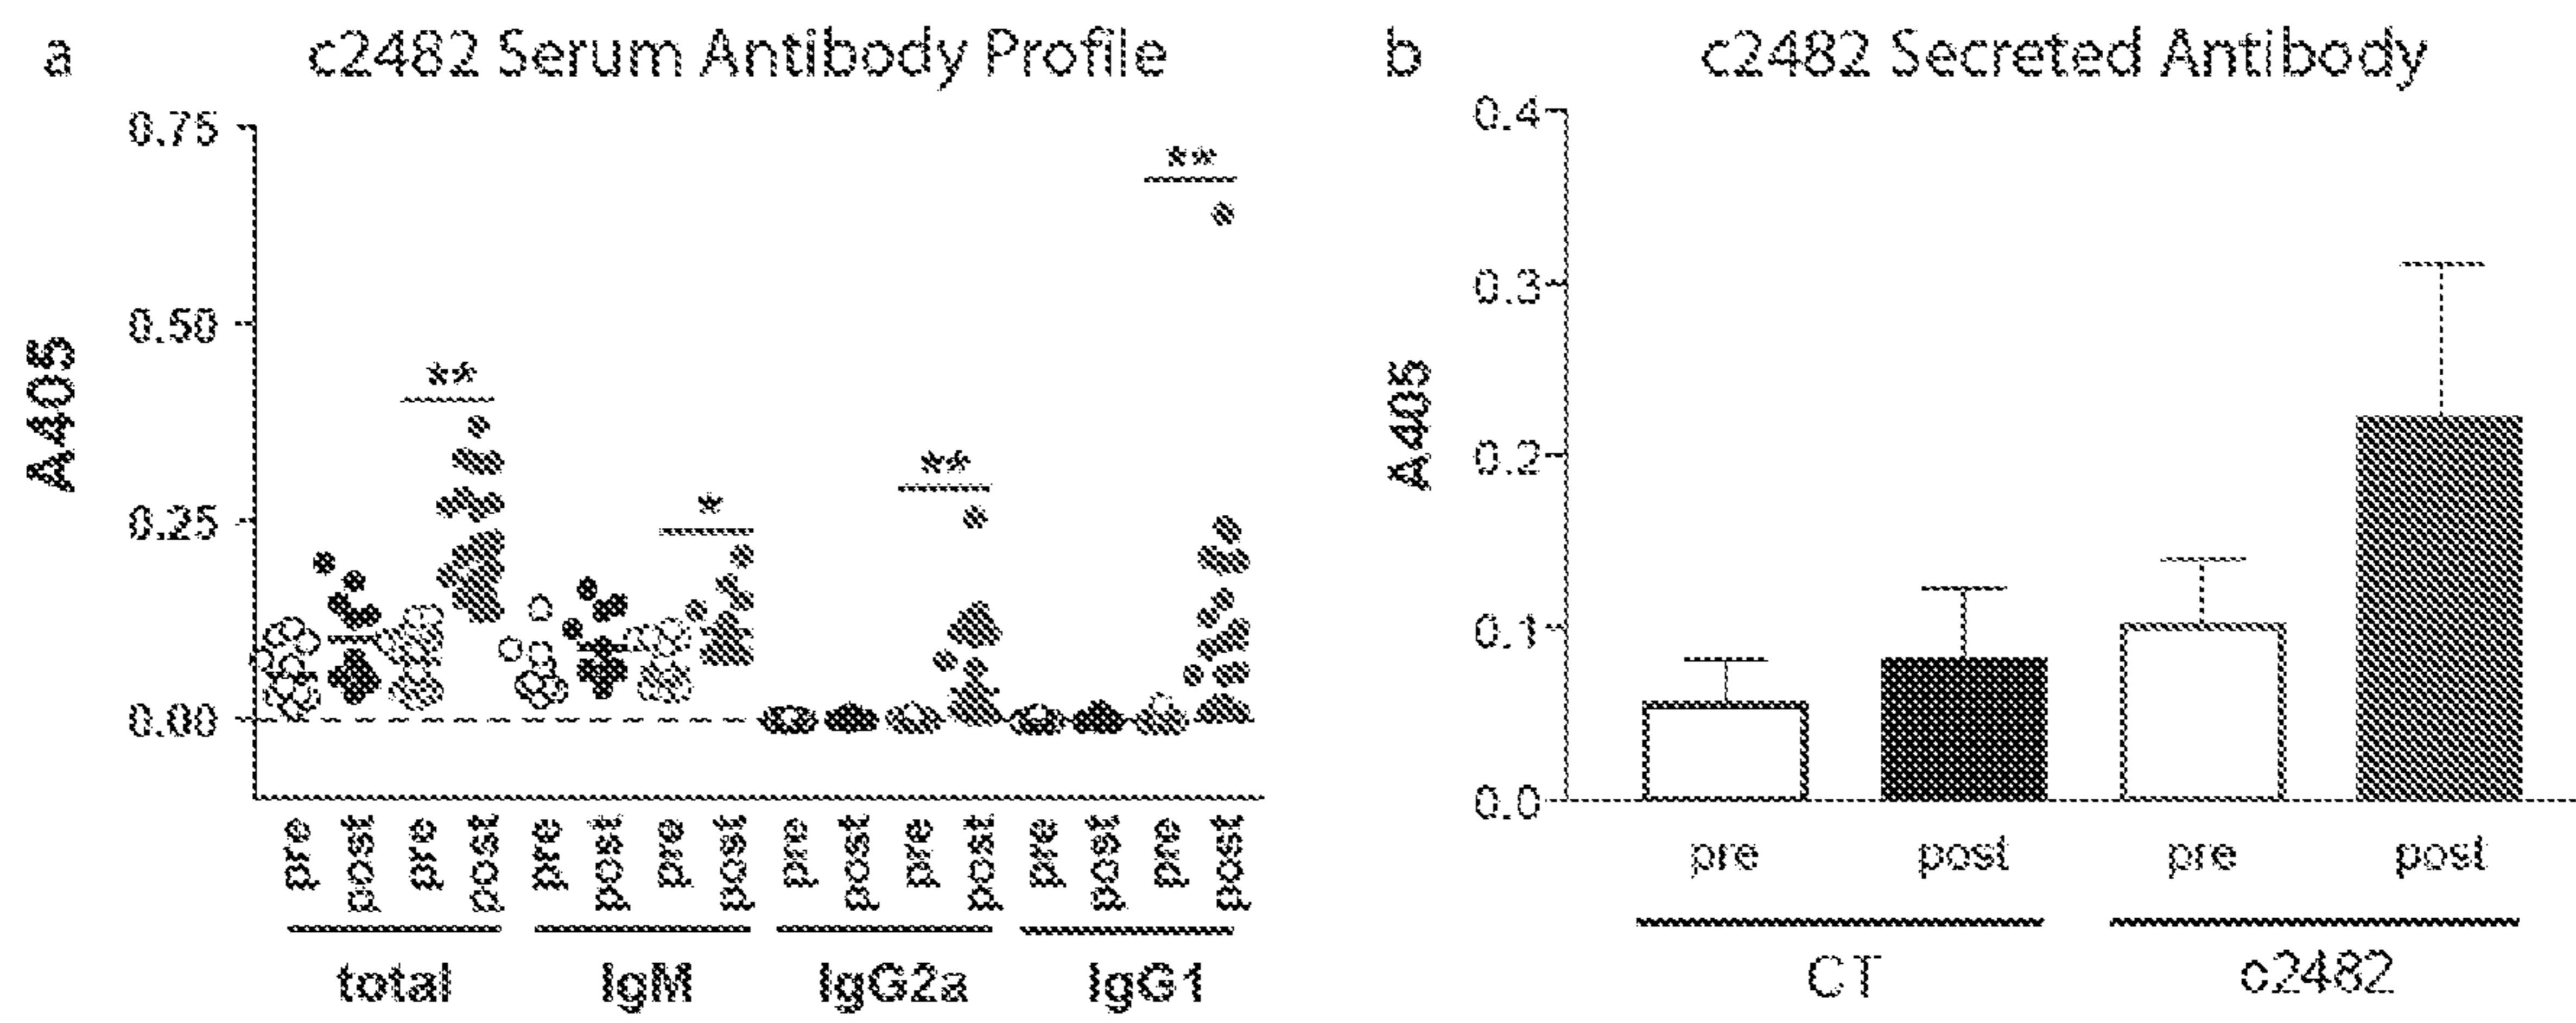 a
c2482 Serum Antibody Profile
A405
0.75
0.50
0.25
0.00
**
*
**
**
pre post pre post pre post pre post pre post pre post pre post pre post
total IgM IgG2a IgG1
b
c2482 Secreted Antibody
A405
0.4
0.3
0.2
0.1
0.0
pre post pre post
CT c2482